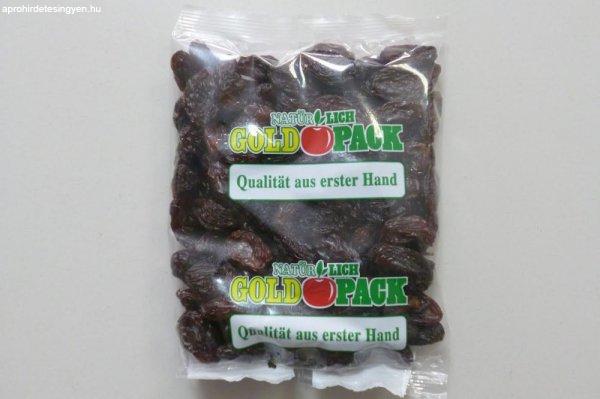 aprohirdetesingyen.hu
NATÜRLICH
GOLD PACK
Qualität aus erster Hand
NATÜRLICH
GOLD PACK
Qualität aus erster Hand